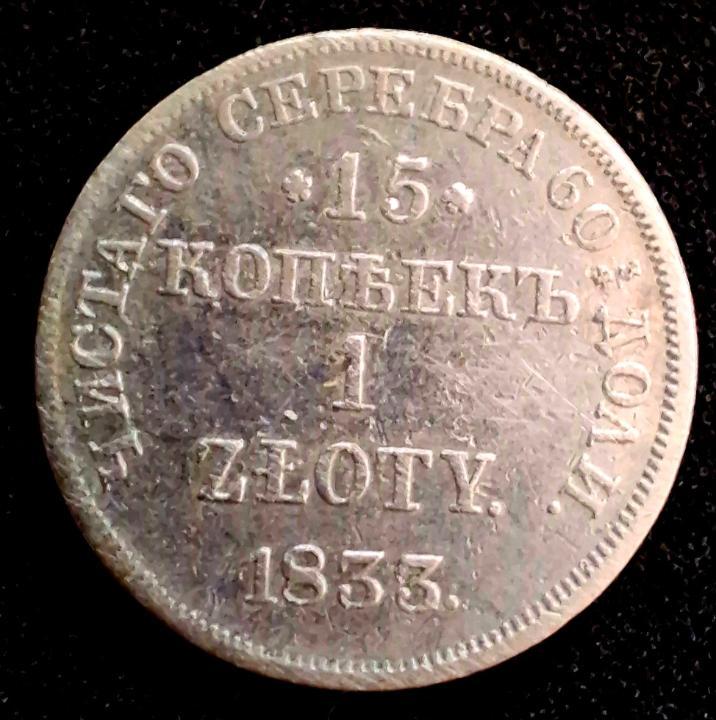 ЧИСТАГО СЕРЕБРА 60 ДОЛИ.
15
КОПѢЕКЪ
1
ZŁOTY.
1833.